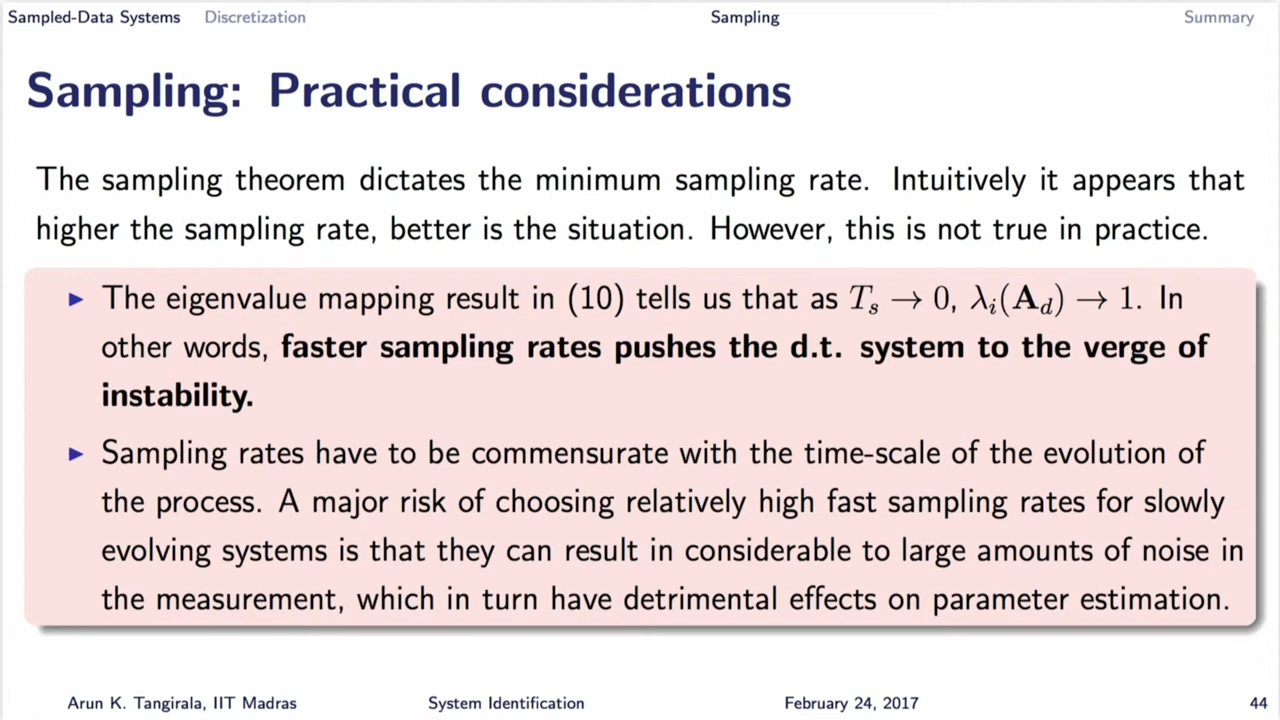 Sampled-Data Systems Discretization Sampling Summary
Sampling: Practical considerations
The sampling theorem dictates the minimum sampling rate. Intuitively it appears that
higher the sampling rate, better is the situation. However, this is not true in practice.
▶ The eigenvalue mapping result in (10) tells us that as Tₛ → 0, λᵢ(A_d) → 1. In
other words, faster sampling rates pushes the d.t. system to the verge of
instability.
▶ Sampling rates have to be commensurate with the time-scale of the evolution of
the process. A major risk of choosing relatively high fast sampling rates for slowly
evolving systems is that they can result in considerable to large amounts of noise in
the measurement, which in turn have detrimental effects on parameter estimation.
Arun K. Tangirala, IIT Madras System Identification February 24, 2017 44